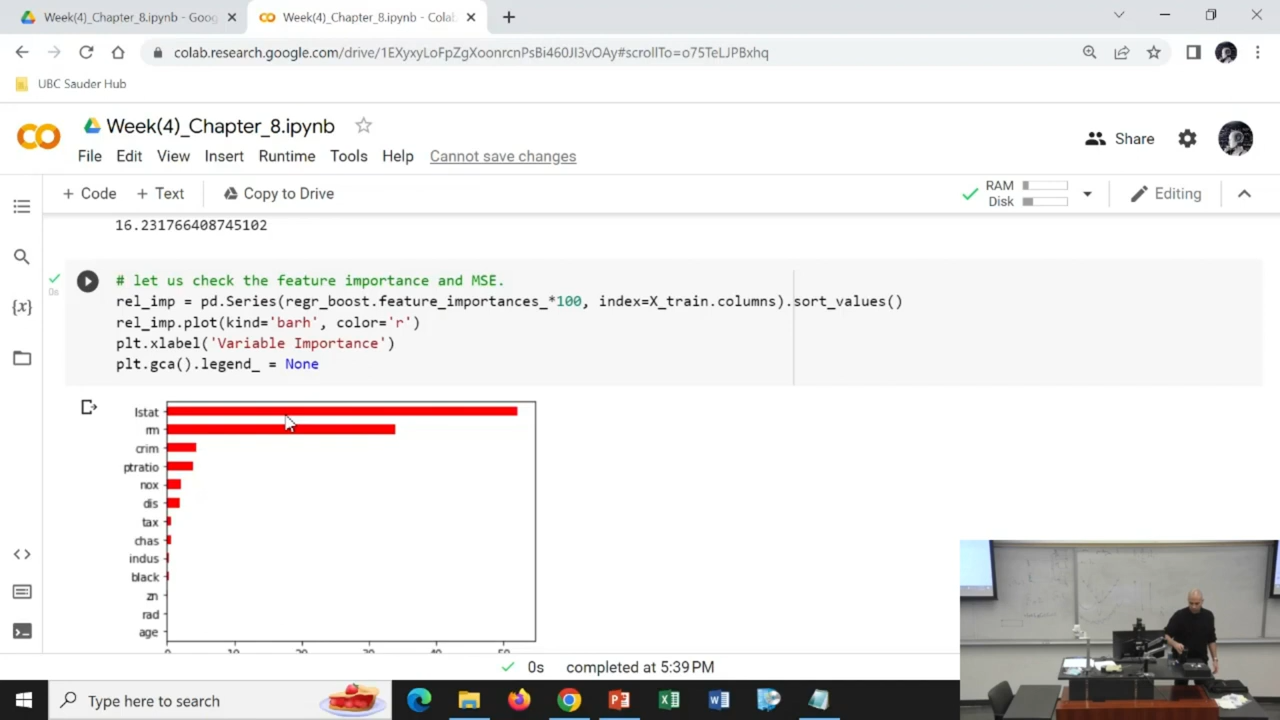 Week(4)_Chapter_8.ipynb - Goog
Week(4)_Chapter_8.ipynb - Colab
colab.research.google.com/drive/1EXyxyLoFpZgXoonrcnPsBi460JI3vOAy#scrollTo=o75TeLJPBxhq
UBC Sauder Hub
Week(4)_Chapter_8.ipynb
File Edit View Insert Runtime Tools Help Cannot save changes
Share
+ Code + Text Copy to Drive
RAM
Disk
Editing
16.231766408745102
0s
# let us check the feature importance and MSE.
rel_imp = pd.Series(regr_boost.feature_importances_*100, index=X_train.columns).sort_values()
rel_imp.plot(kind='barh', color='r')
plt.xlabel('Variable Importance')
plt.gca().legend_ = None
lstat
rm
crim
ptratio
nox
dis
tax
chas
indus
black
zn
rad
age
0 10 20 30 40 50
0s completed at 5:39 PM
Type here to search